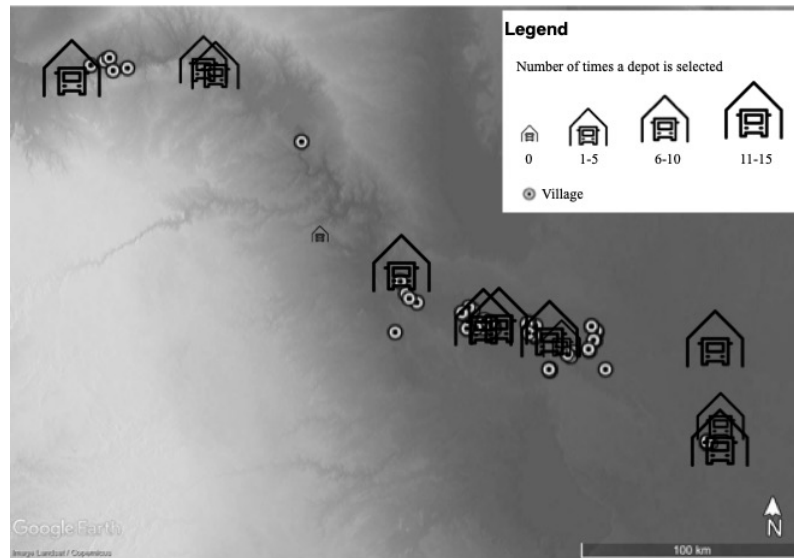 Legend
Number of times a depot is selected
0 1-5 6-10 11-15
Village
Google Earth
Image Landsat / Copernicus
N
100 km